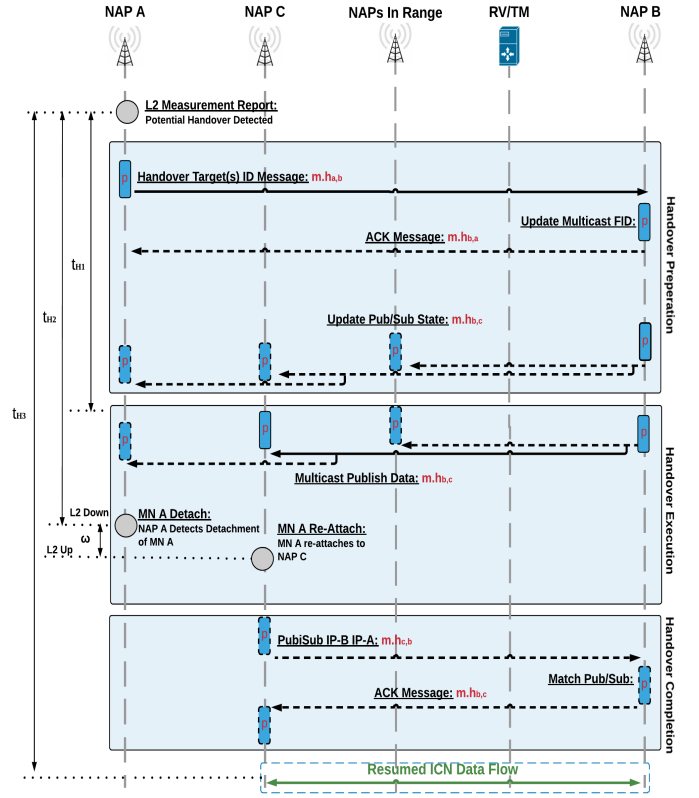 NAP A
NAP C
NAPs In Range
RV/TM
NAP B
L2 Measurement Report:
Potential Handover Detected
p
Handover Target(s) ID Message: m.ha,b
Update Multicast FID:
p
ACK Message: m.hb,a
tH1
tH2
tH3
Update Pub/Sub State: m.hb,c
p
p
p
p
Handover Preperation
p
p
p
p
Multicast Publish Data: m.hb,c
L2 Down
MN A Detach:
NAP A Detects Detachment
of MN A
ω
L2 Up
MN A Re-Attach:
MN A re-attaches to
NAP C
Handover Execution
p
PubiSub IP-B IP-A: m.hc,b
Match Pub/Sub:
p
ACK Message: m.hb,c
p
Handover Completion
Resumed ICN Data Flow